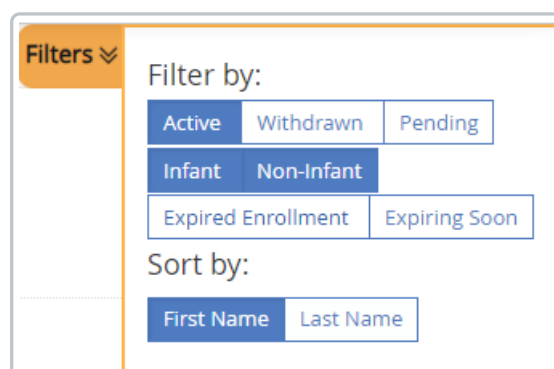 Filters
Filter by:
Active Withdrawn Pending
Infant Non-Infant
Expired Enrollment Expiring Soon
Sort by:
First Name Last Name